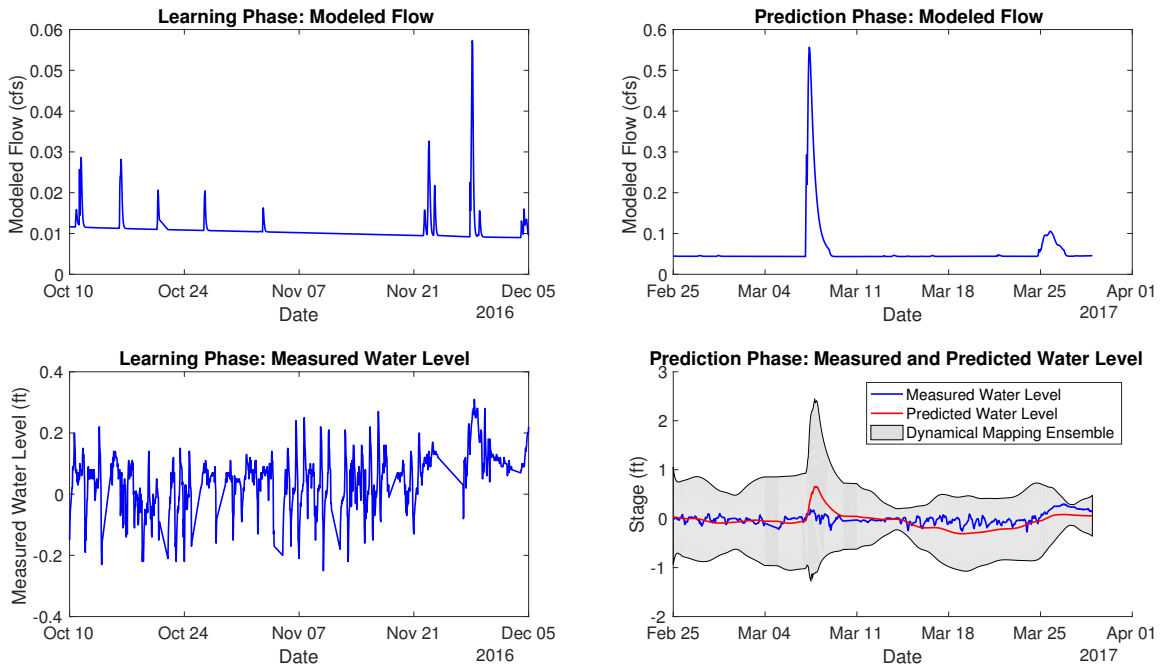 Learning Phase: Modeled Flow
Modeled Flow (cfs)
0.06
0.05
0.04
0.03
0.02
0.01
0
Oct 10 Oct 24 Nov 07 Nov 21 Dec 05
Date
2016
Prediction Phase: Modeled Flow
Modeled Flow (cfs)
0.6
0.5
0.4
0.3
0.2
0.1
0
Feb 25 Mar 04 Mar 11 Mar 18 Mar 25 Apr 01
Date
2017
Learning Phase: Measured Water Level
Measured Water Level (ft)
0.4
0.2
0
-0.2
-0.4
Oct 10 Oct 24 Nov 07 Nov 21 Dec 05
Date
2016
Prediction Phase: Measured and Predicted Water Level
Stage (ft)
3
2
1
0
-1
-2
Measured Water Level
Predicted Water Level
Dynamical Mapping Ensemble
Feb 25 Mar 04 Mar 11 Mar 18 Mar 25 Apr 01
Date
2017